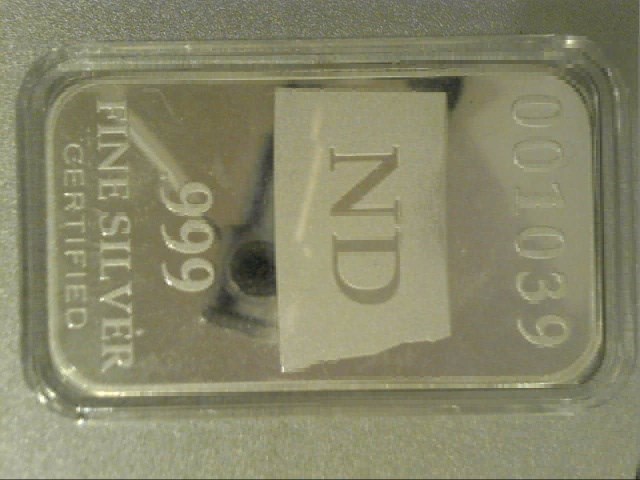 001039
ND
999
FINE SILVER
CERTIFIED